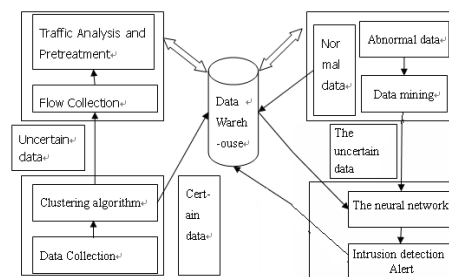 Traffic Analysis and
Pretreatment
Flow Collection
Uncertain
data
Clustering algorithm
Data Collection
Data
Wareh
-ouse
Cert-
ain
data
Nor
mal
data
Abnormal data
Data mining
The
uncertain
data
The neural network
Intrusion detection
Alert